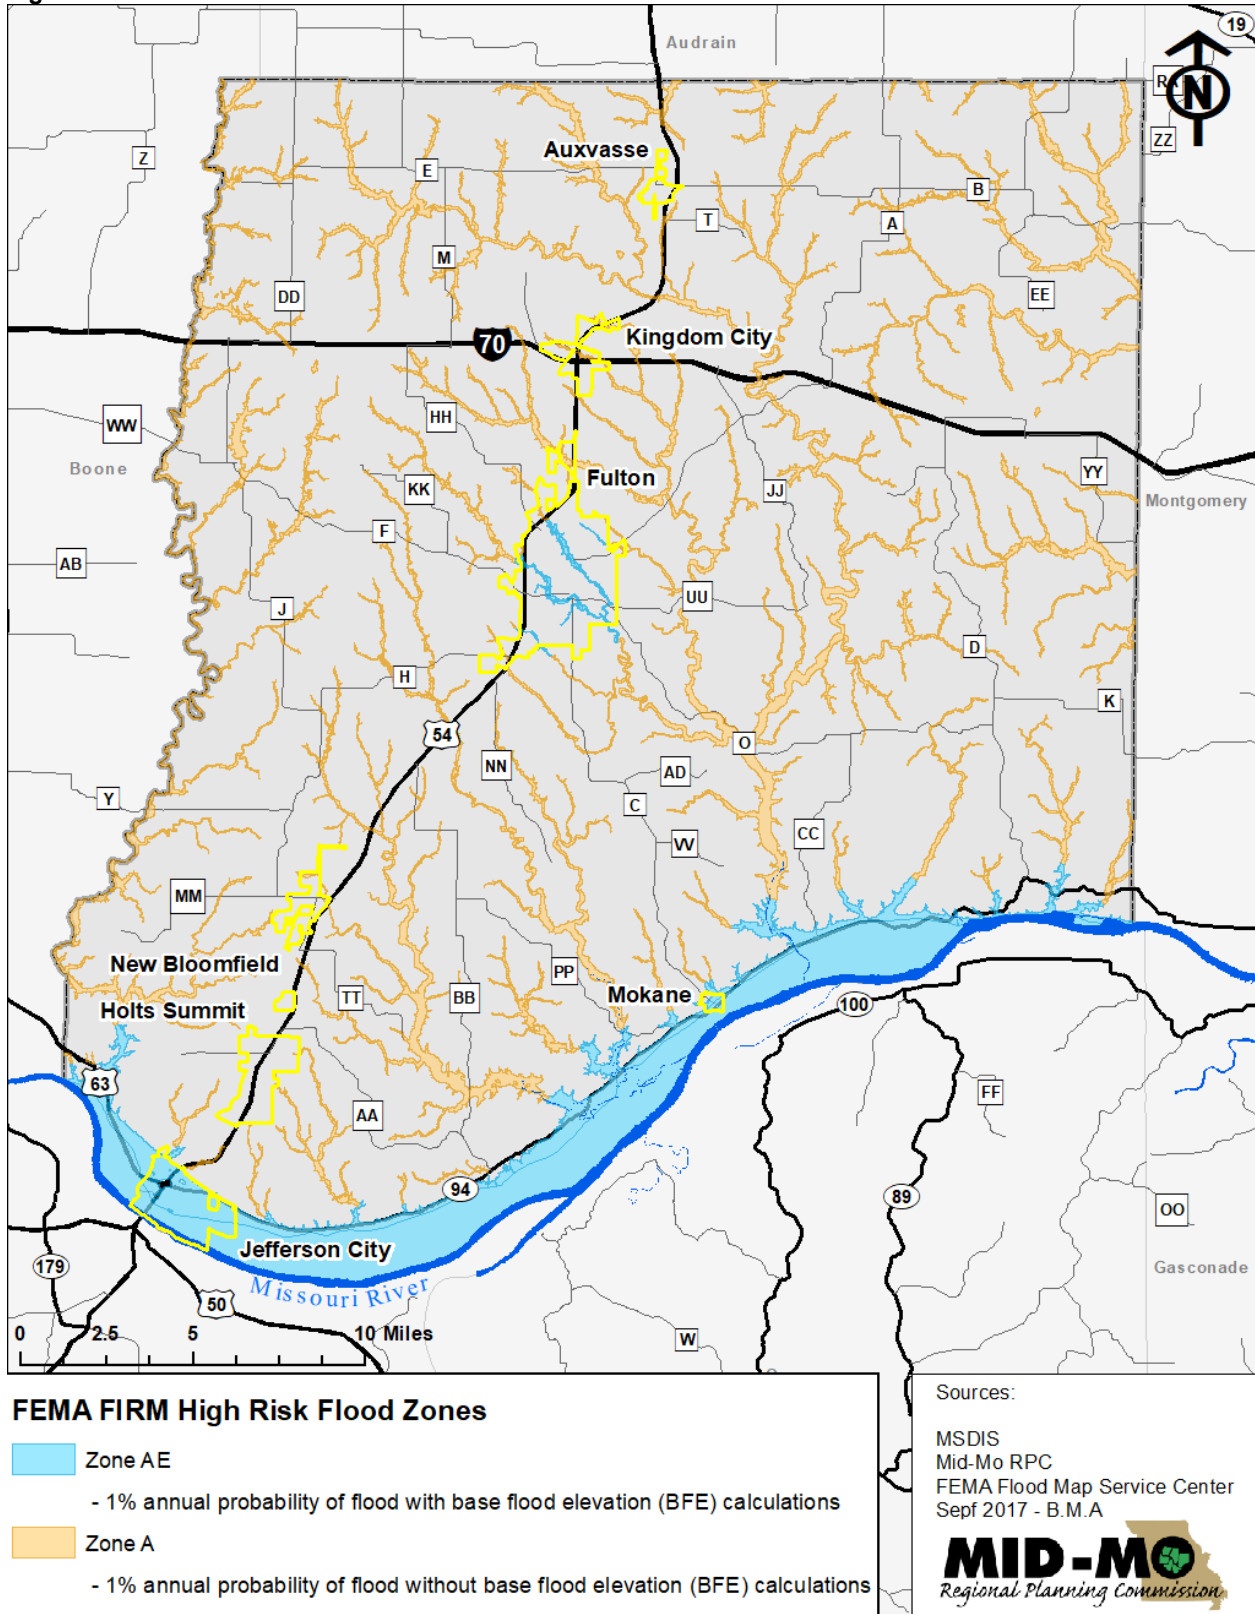 19
Audrain
N
ZZ
Z
Auxvasse
E
B
T
A
M
DD
EE
70
Kingdom City
WW
HH
Boone
Fulton
YY
KK
JJ
Montgomery
F
AB
J
UU
D
H
K
54
O
NN
AD
Y
C
CC
VV
MM
New Bloomfield
PP
Mokane
TT
BB
Holts Summit
100
63
FF
AA
94
89
OO
Jefferson City
179
Gasconade
Missouri River
50
0 2.5 5 10 Miles
W
FEMA FIRM High Risk Flood Zones
Zone AE
- 1% annual probability of flood with base flood elevation (BFE) calculations
Zone A
- 1% annual probability of flood without base flood elevation (BFE) calculations
Sources:
MSDIS
Mid-Mo RPC
FEMA Flood Map Service Center
Sepf 2017 - B.M.A
MID-MO
Regional Planning Commission